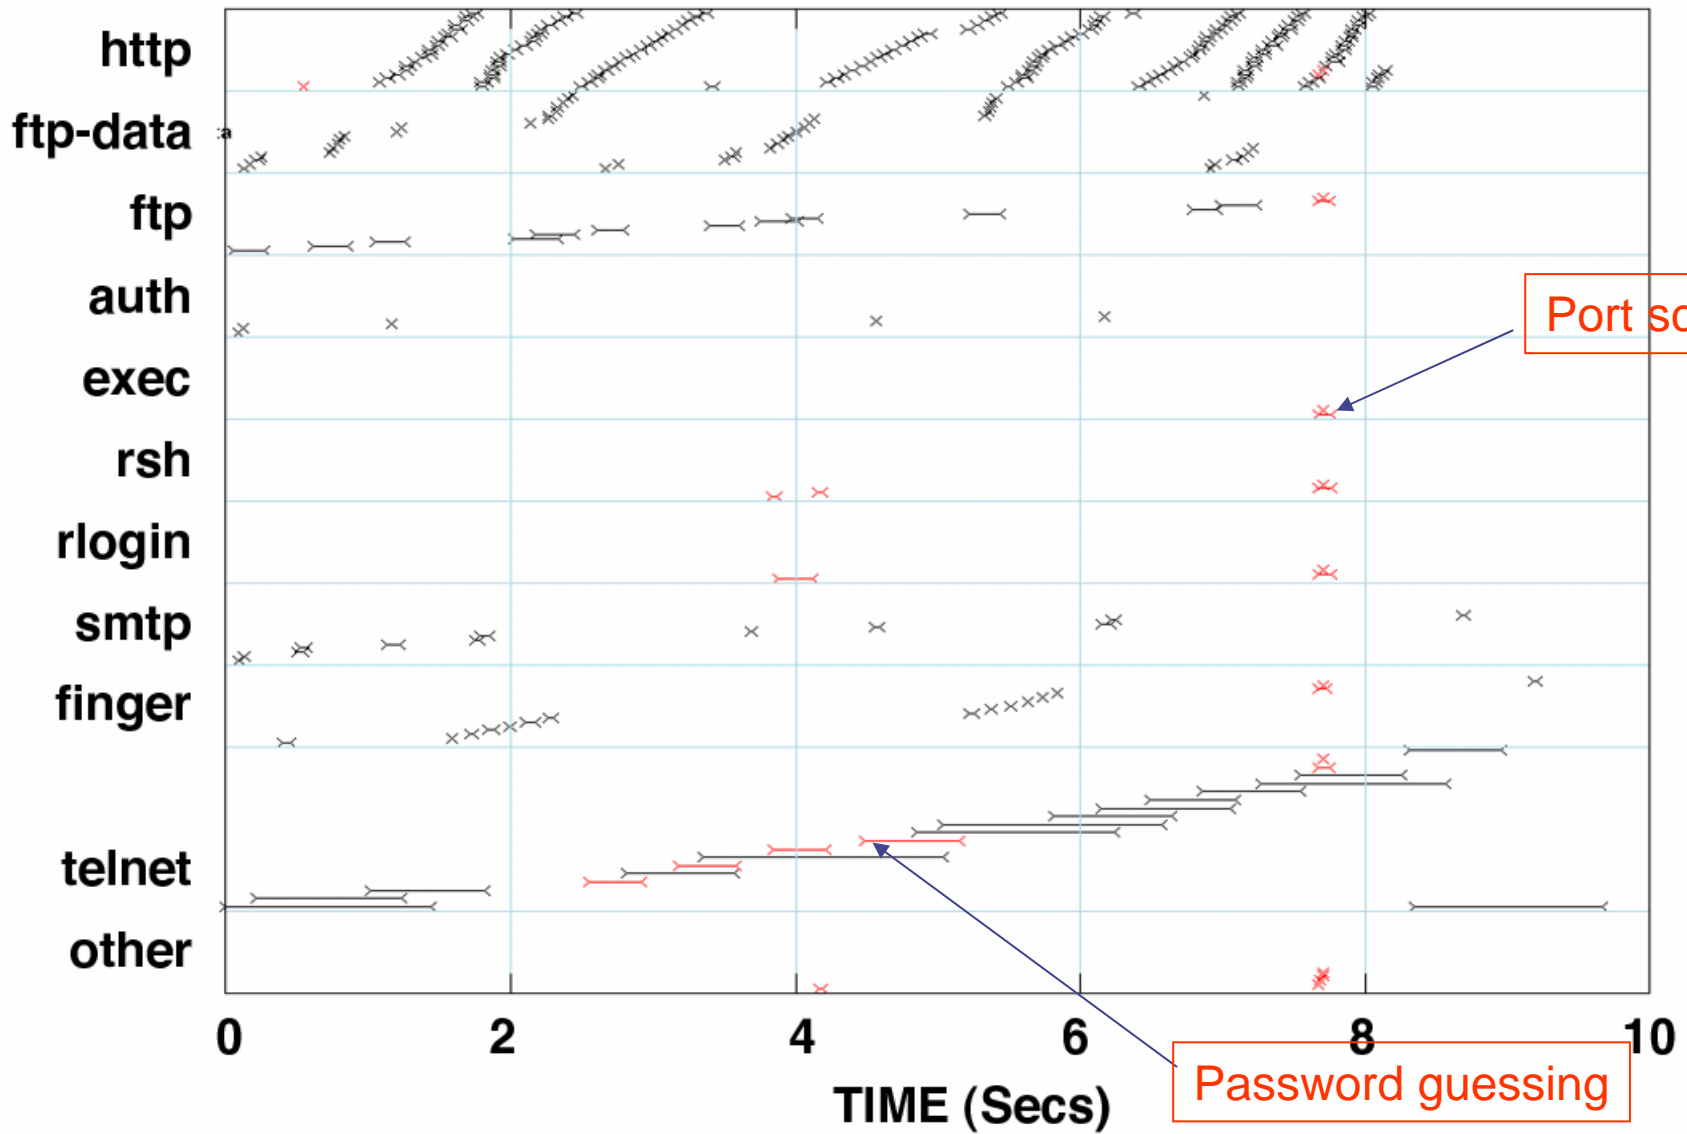 http
ftp-data
ftp
auth
exec
rsh
rlogin
smtp
finger
telnet
other
Port
0 2 4 6 8 10
TIME (Secs)
Password guessing